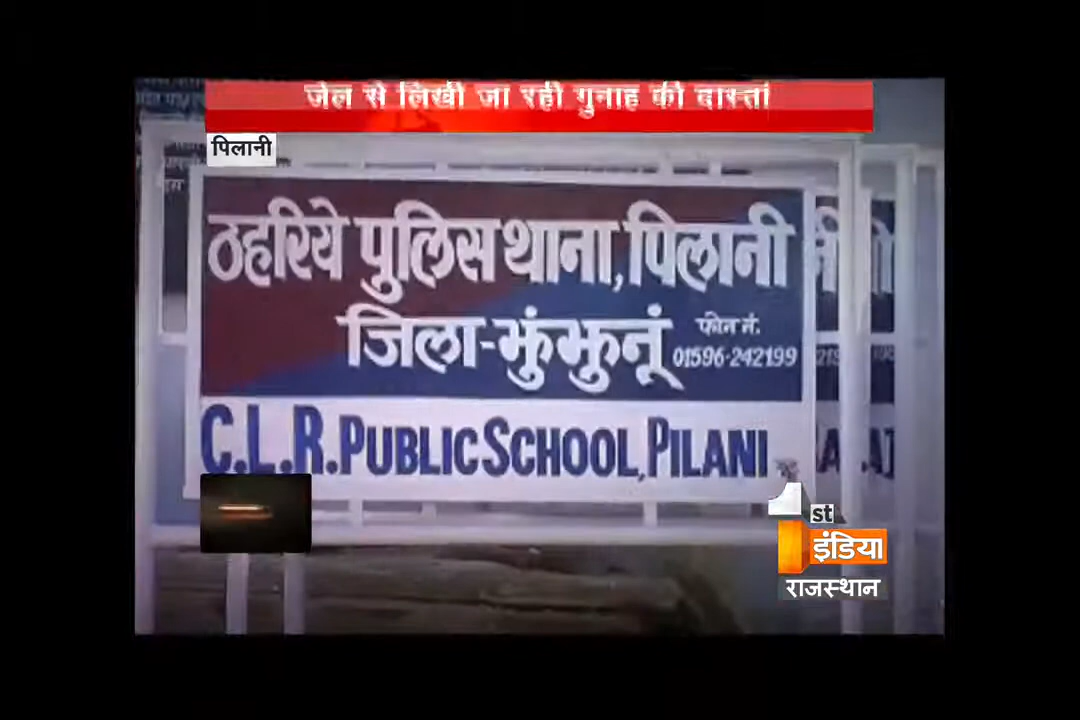 जेल से लिखी जा रही गुनाह की दास्तां
पिलानी
ठहरिये पुलिस थाना, पिलानी
जिला-झुंझुनूं फोन नं.
01596-242199
C.L.R. PUBLIC SCHOOL, PILANI
1st
इंडिया
राजस्थान